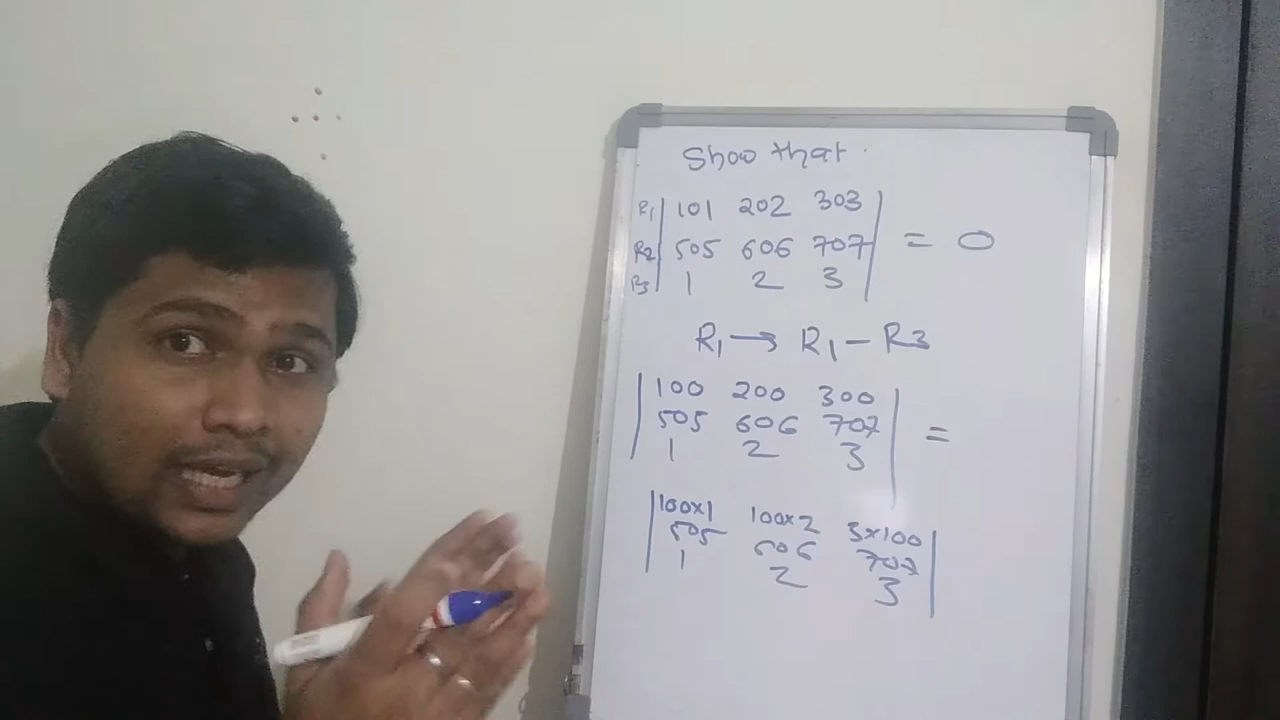 Show that
R1 | 101 202 303 |
R2 | 505 606 707 | = 0
R3 | 1 2 3 |
R1 → R1 - R3
| 100 200 300 |
| 505 606 707 | =
| 1 2 3 |
| 100×1 100×2 3×100 |
| 505 606 707 |
| 1 2 3 |